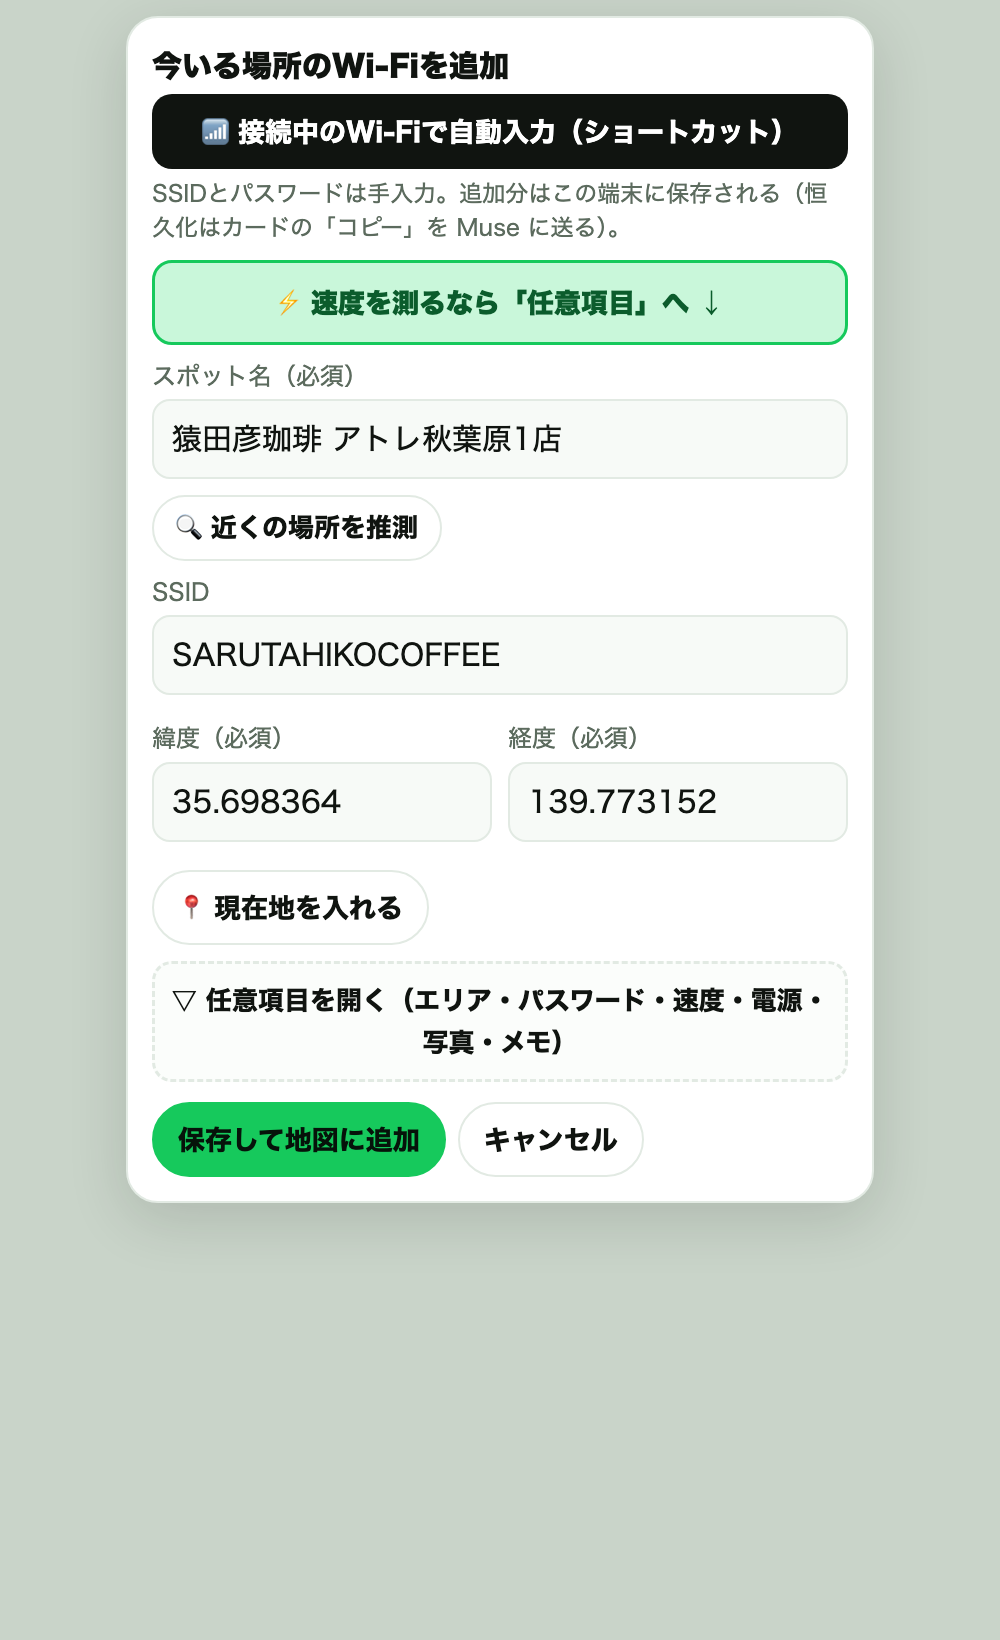 今いる場所のWi-Fiを追加
📶 接続中のWi-Fiで自動入力（ショートカット）
SSIDとパスワードは手入力。追加分はこの端末に保存される（恒
久化はカードの「コピー」を Muse に送る）。
⚡ 速度を測るなら「任意項目」へ ↓
スポット名（必須）
猿田彦珈琲 アトレ秋葉原1店
🔍 近くの場所を推測
SSID
SARUTAHIKOCOFFEE
緯度（必須）
経度（必須）
35.698364
139.773152
📍 現在地を入れる
▽ 任意項目を開く（エリア・パスワード・速度・電源・
写真・メモ）
保存して地図に追加
キャンセル